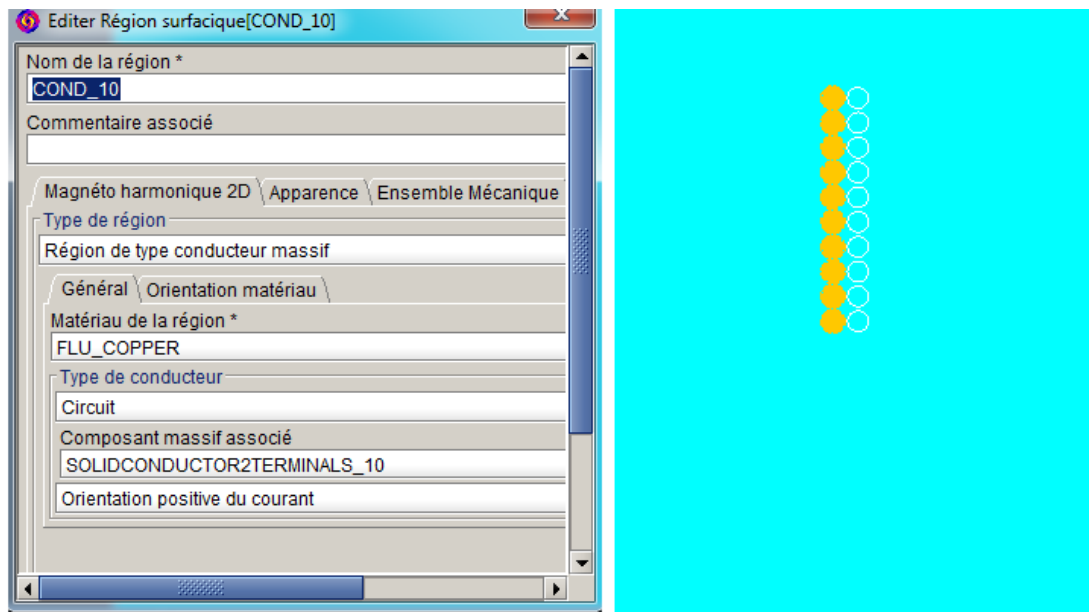 Editer Région surfacique[COND_10]
Nom de la région *
COND_10
Commentaire associé
Magnéto harmonique 2D Apparence Ensemble Mécanique
Type de région
Région de type conducteur massif
Général Orientation matériau
Matériau de la région *
FLU_COPPER
Type de conducteur
Circuit
Composant massif associé
SOLIDCONDUCTOR2TERMINALS_10
Orientation positive du courant